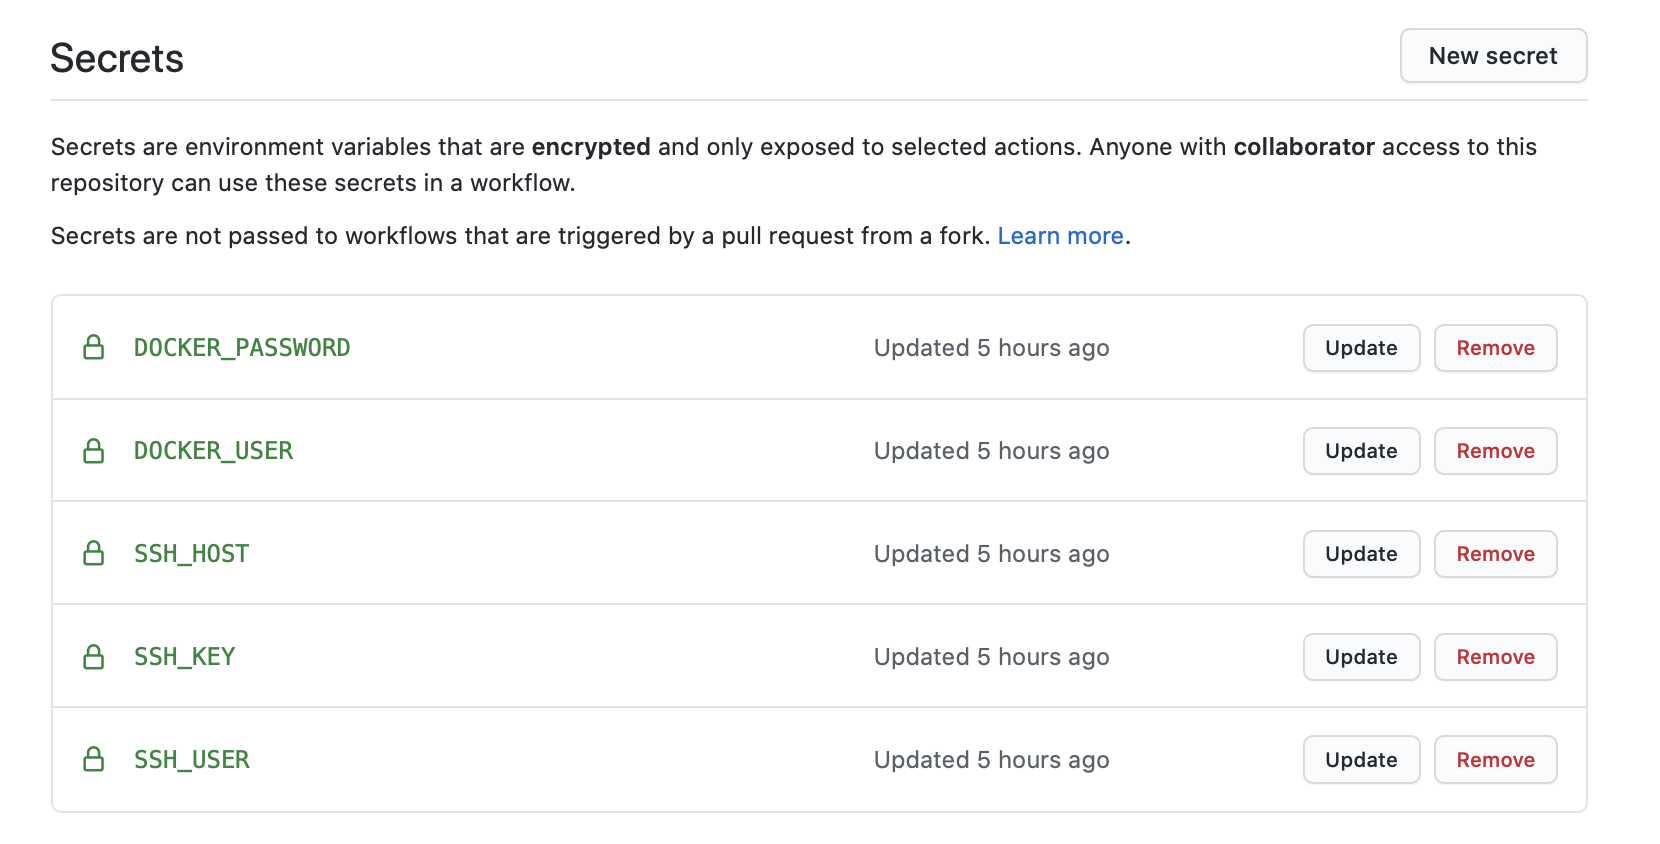 Secrets
New secret
Secrets are environment variables that are encrypted and only exposed to selected actions. Anyone with collaborator access to this
repository can use these secrets in a workflow.
Secrets are not passed to workflows that are triggered by a pull request from a fork. Learn more.
DOCKER_PASSWORD Updated 5 hours ago Update Remove
DOCKER_USER Updated 5 hours ago Update Remove
SSH_HOST Updated 5 hours ago Update Remove
SSH_KEY Updated 5 hours ago Update Remove
SSH_USER Updated 5 hours ago Update Remove